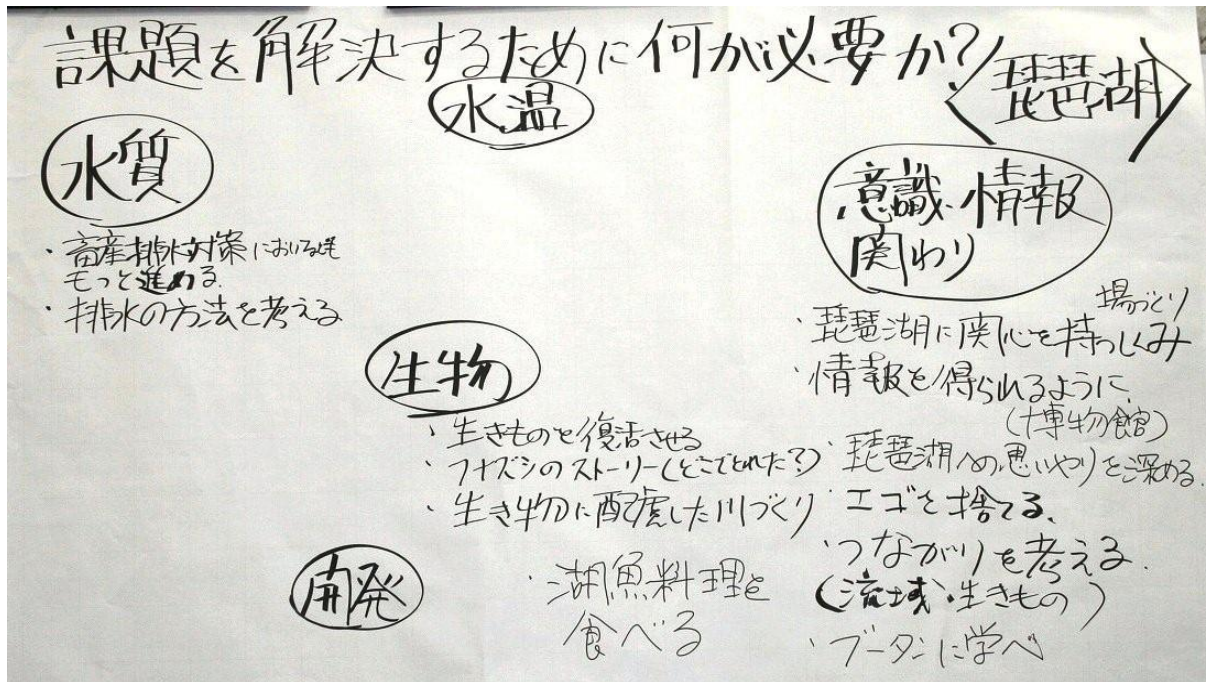 課題を解決するために何が必要か?
〈琵琶湖〉
水温
水質
・畜産排水対策において
もっと進める.
・排水の方法を考える
生物
・生きものを復活させる
・フナズシのストーリー(どこでとれた?)
・生き物に配慮した川づくり
・湖魚料理を
食べる
開発
意識・情報
関わり
場づくり
・琵琶湖に関心を持つしくみ
・情報を得られるように.
(博物館)
・琵琶湖への思いやりを深める.
・エゴを捨てる.
・つながりを考える.
(流域・生きもの)
・ブータンに学べ